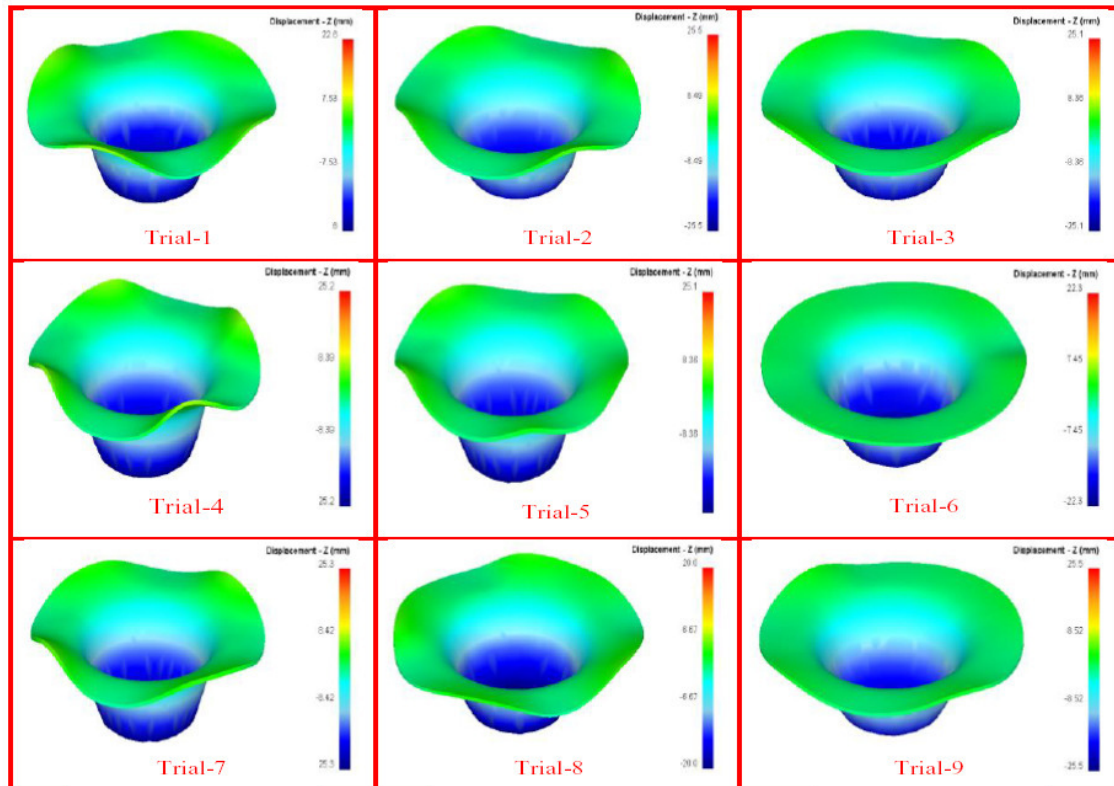 Displacement - Z (mm)
22.6
7.53
-7.53
6
Trial-1
Displacement - Z (mm)
25.5
8.49
-8.49
-25.5
Trial-2
Displacement - Z (mm)
25.1
8.36
-8.36
-25.1
Trial-3
Displacement - Z (mm)
25.2
8.39
-8.39
25.2
Trial-4
Displacement - Z (mm)
25.1
8.36
-8.36
Trial-5
Displacement - Z (mm)
22.3
7.45
-7.45
-22.3
Trial-6
Displacement - Z (mm)
25.3
8.42
-8.42
25.3
Trial-7
Displacement - Z (mm)
20.0
6.67
-6.67
-20.0
Trial-8
Displacement - Z (mm)
25.5
8.52
-8.52
-25.5
Trial-9